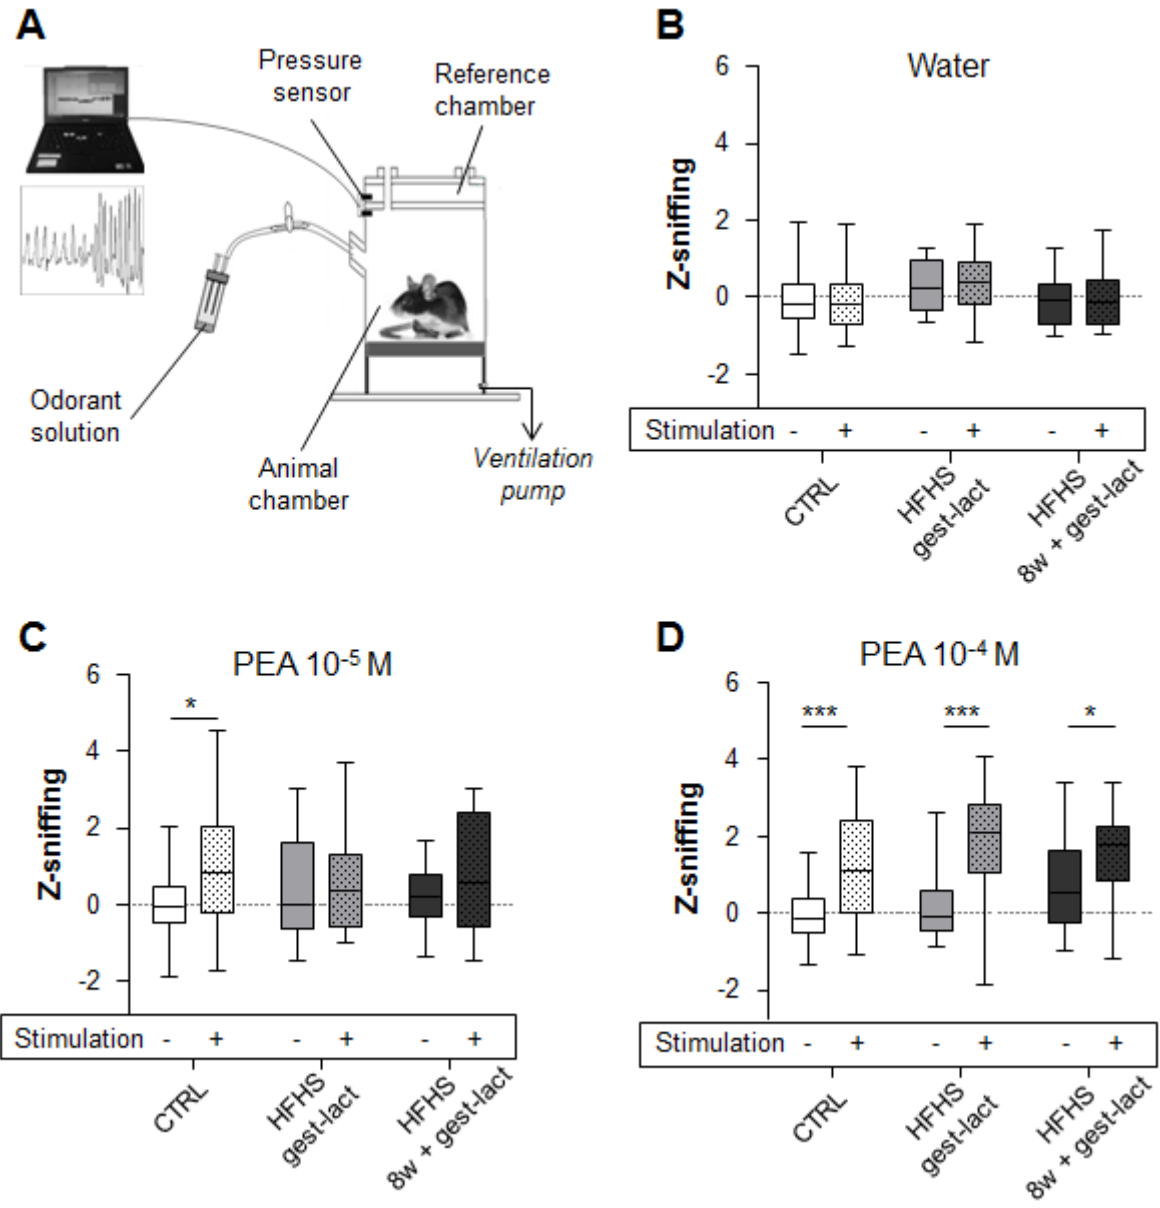 A
Pressure
sensor
Reference
chamber
Odorant
solution
Animal
chamber
Ventilation
pump
B
Water
Z-sniffing
6
4
2
0
-2
Stimulation - + - + - +
CTRL
HFHS
gest-lact
HFHS
8w + gest-lact
C
PEA 10⁻⁵ M
Z-sniffing
6
4
2
0
-2
*
Stimulation - + - + - +
CTRL
HFHS
gest-lact
HFHS
8w + gest-lact
D
PEA 10⁻⁴ M
Z-sniffing
6
4
2
0
-2
*** *** *
Stimulation - + - + - +
CTRL
HFHS
gest-lact
HFHS
8w + gest-lact